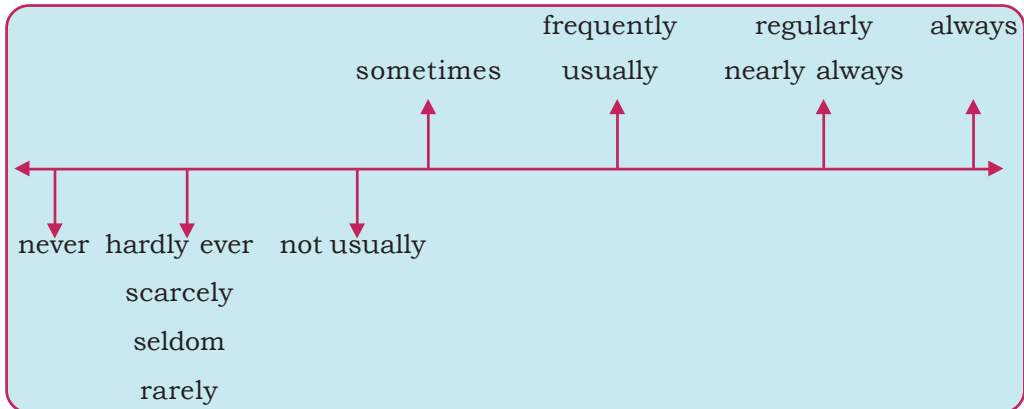 frequently regularly always
sometimes usually nearly always
never hardly ever not usually
scarcely
seldom
rarely